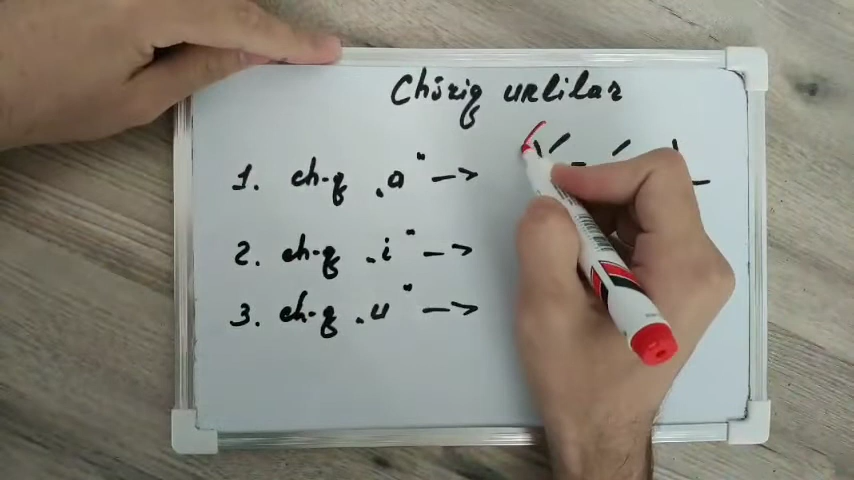 Chiziq urlilar
1. ch-q „a" →
2. ch-q „i" →
3. ch-q „u" →